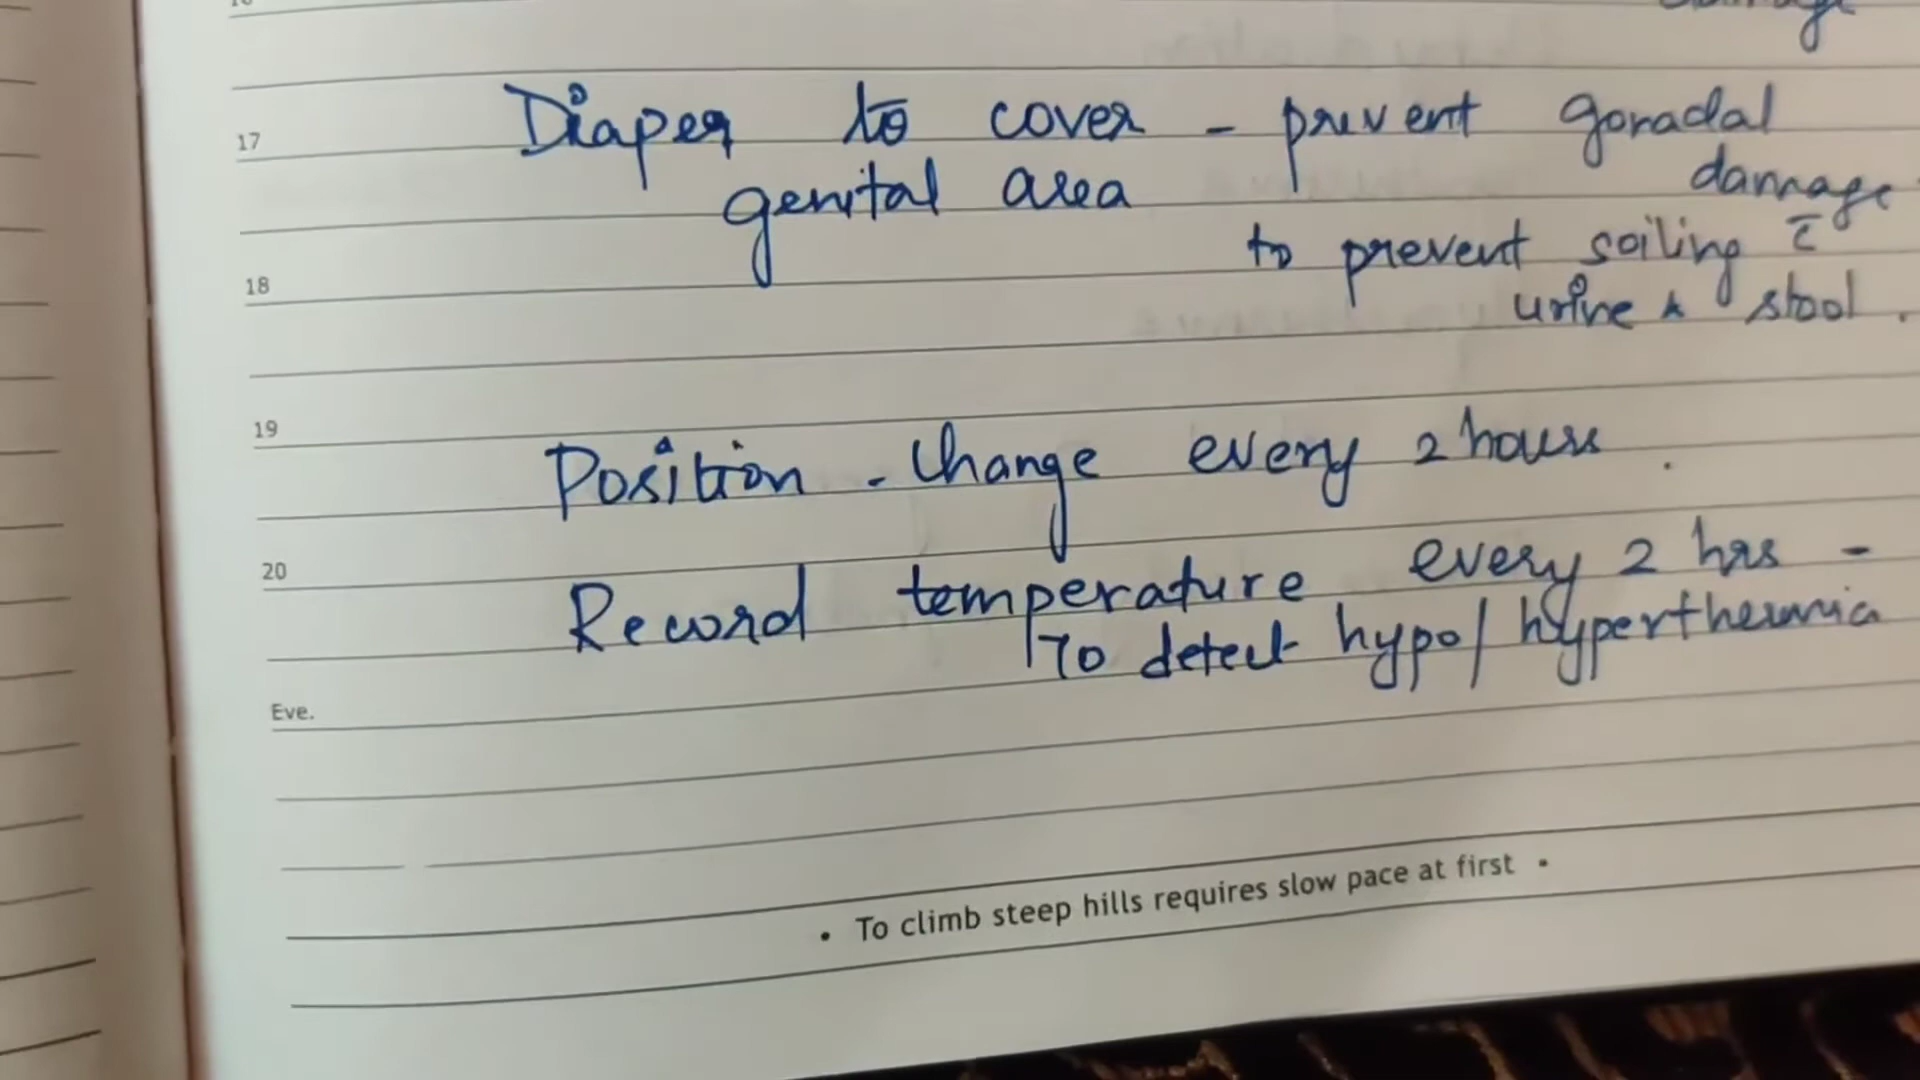 damage
17
Diaper to cover - prevent gonadal
genital area
damage
to prevent soiling c̄
18
urine & stool.
19
Position - Change every 2 hours.
20
Record temperature every 2 hrs -
To detect hypo/hyperthermia
Eve.
• To climb steep hills requires slow pace at first •